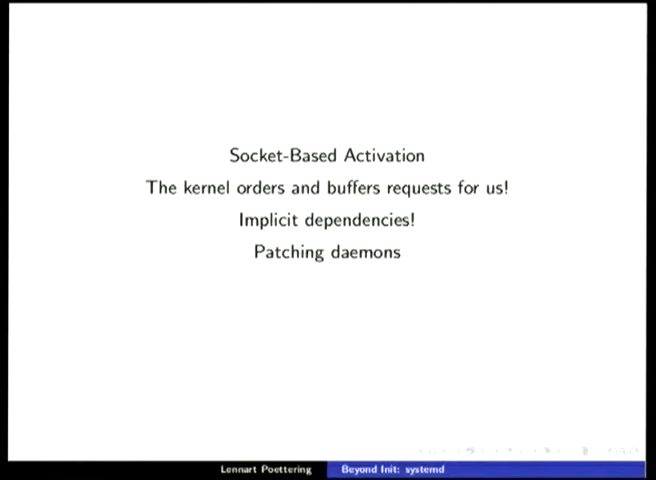 Socket-Based Activation
The kernel orders and buffers requests for us!
Implicit dependencies!
Patching daemons
Lennart Poettering Beyond Init: systemd